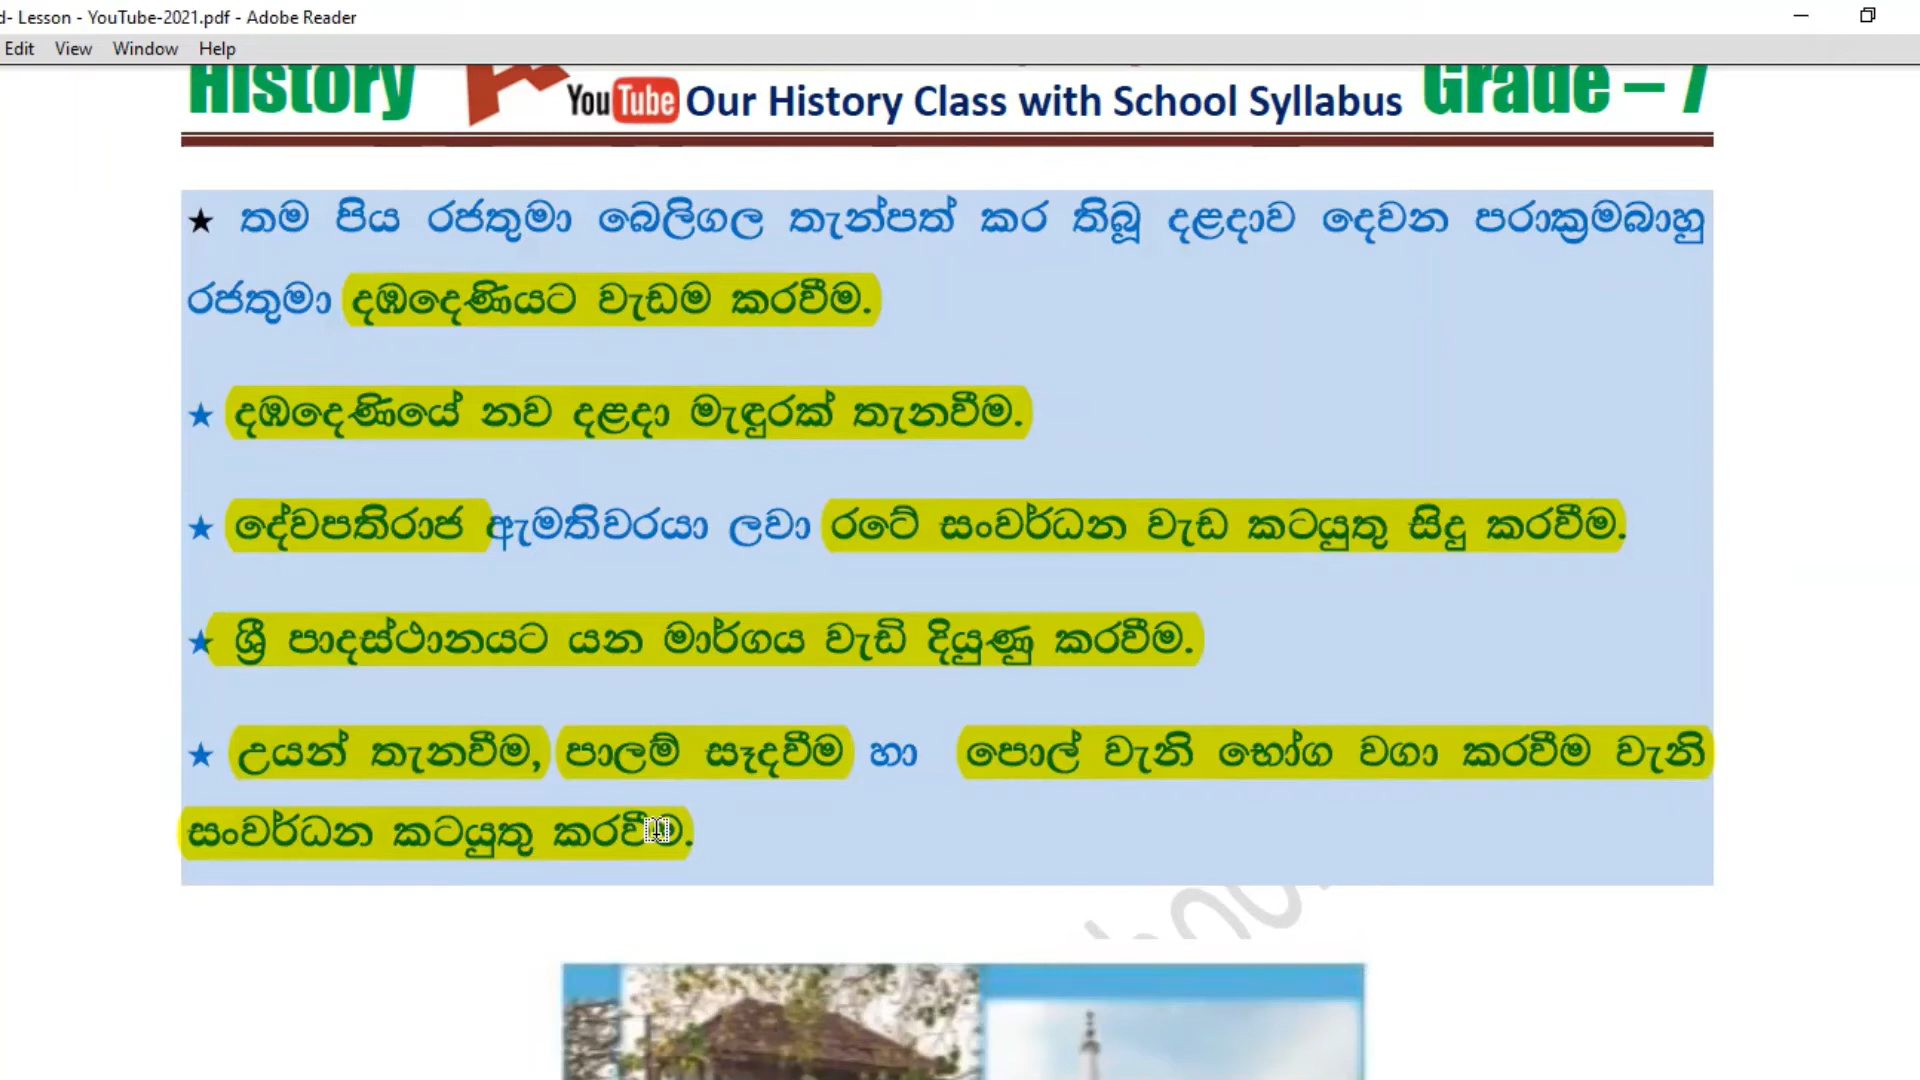 d- Lesson - YouTube-2021.pdf - Adobe Reader
Edit View Window Help
History YouTube Our History Class with School Syllabus Grade – 7
★ තම පිය රජතුමා බෙලිගල තැන්පත් කර තිබූ දළදාව දෙවන පරාක්‍රමබාහු
රජතුමා දඹදෙණියට වැඩම කරවීම.
★ දඹදෙණියේ නව දළදා මැඳුරක් තැනවීම.
★ දේවපතිරාජ ඇමතිවරයා ලවා රටේ සංවර්ධන වැඩ කටයුතු සිදු කරවීම.
★ ශ්‍රී පාදස්ථානයට යන මාර්ගය වැඩි දියුණු කරවීම.
★ උයන් තැනවීම, පාලම් සෑදවීම හා පොල් වැනි භෝග වගා කරවීම වැනි
සංවර්ධන කටයුතු කරවීම.